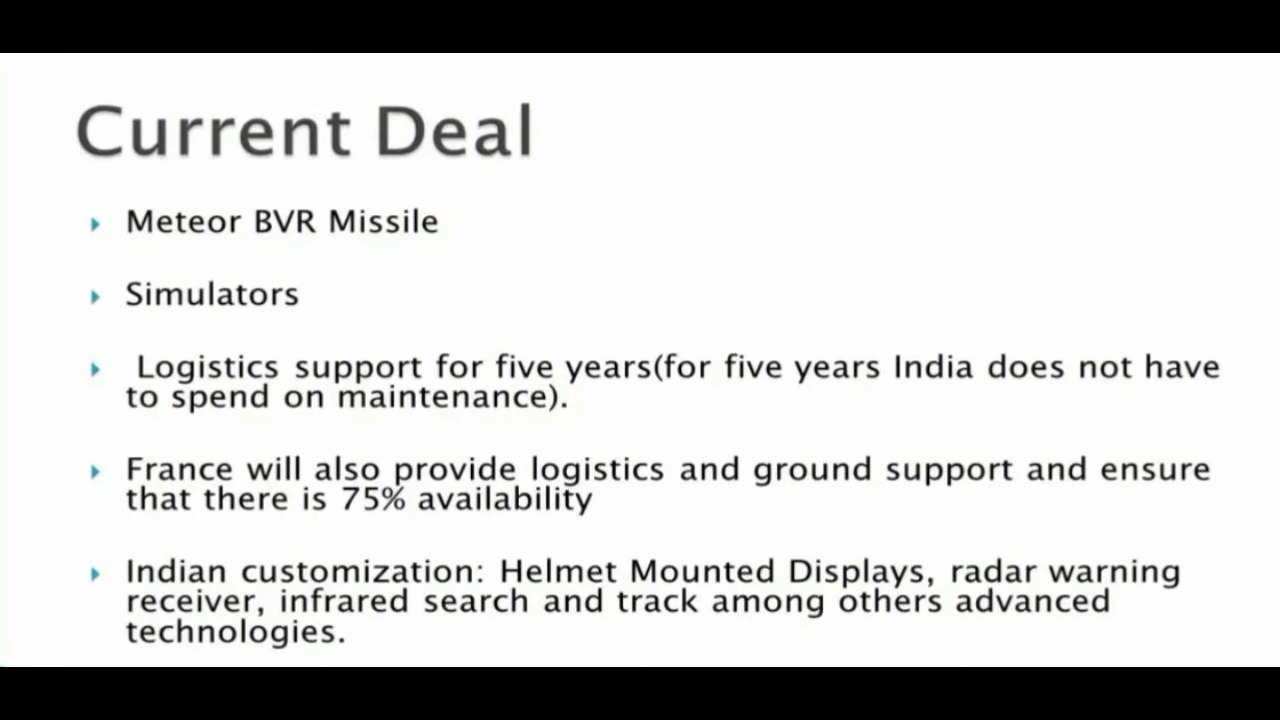 Current Deal
Meteor BVR Missile
Simulators
Logistics support for five years(for five years India does not have
to spend on maintenance).
France will also provide logistics and ground support and ensure
that there is 75% availability
Indian customization: Helmet Mounted Displays, radar warning
receiver, infrared search and track among others advanced
technologies.